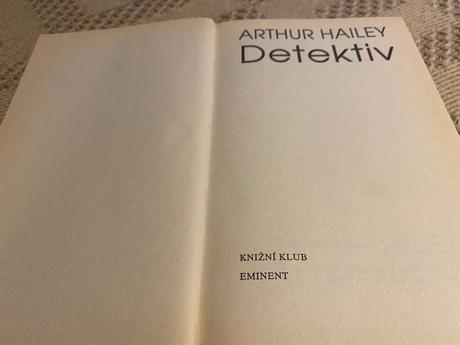 ARTHUR HAILEY
Detektiv
KNIŽNÍ KLUB
EMINENT